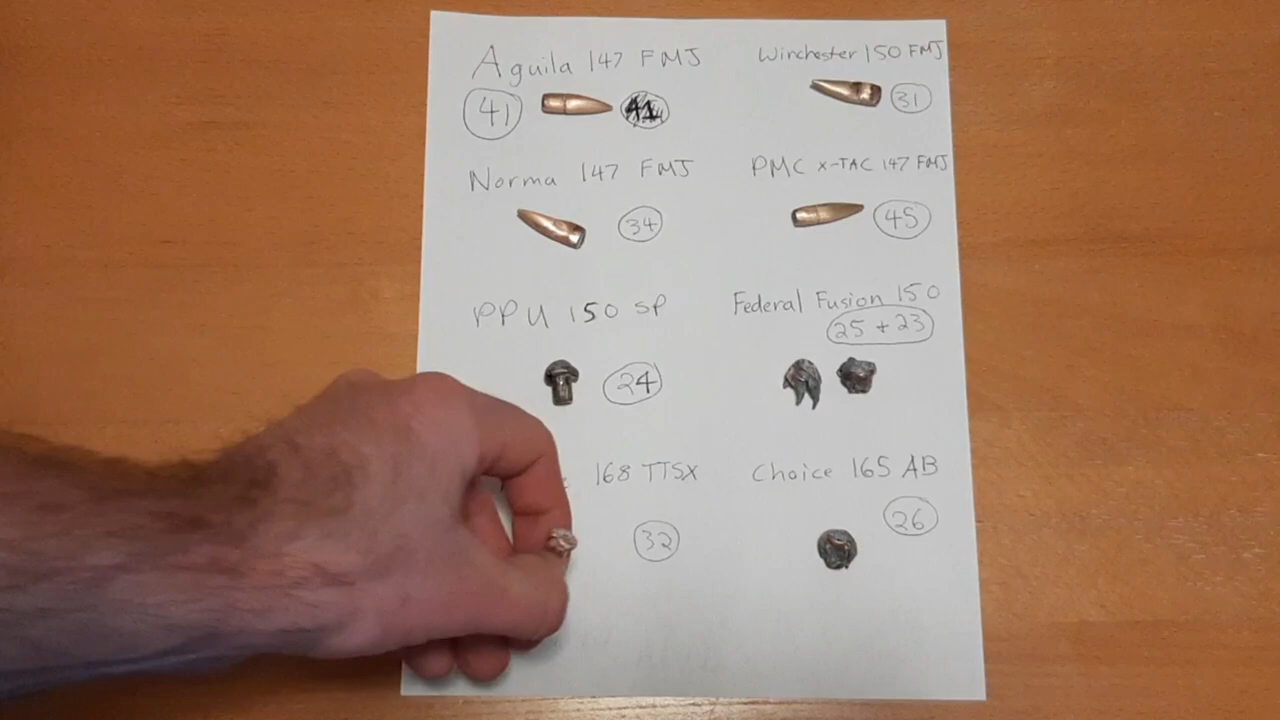 Aguila 147 FMJ
41
41
Winchester 150 FMJ
31
Norma 147 FMJ
34
PMC X-TAC 147 FMJ
45
PPU 150 SP
24
Federal Fusion 150
25 + 23
168 TTSX
32
Choice 165 AB
26